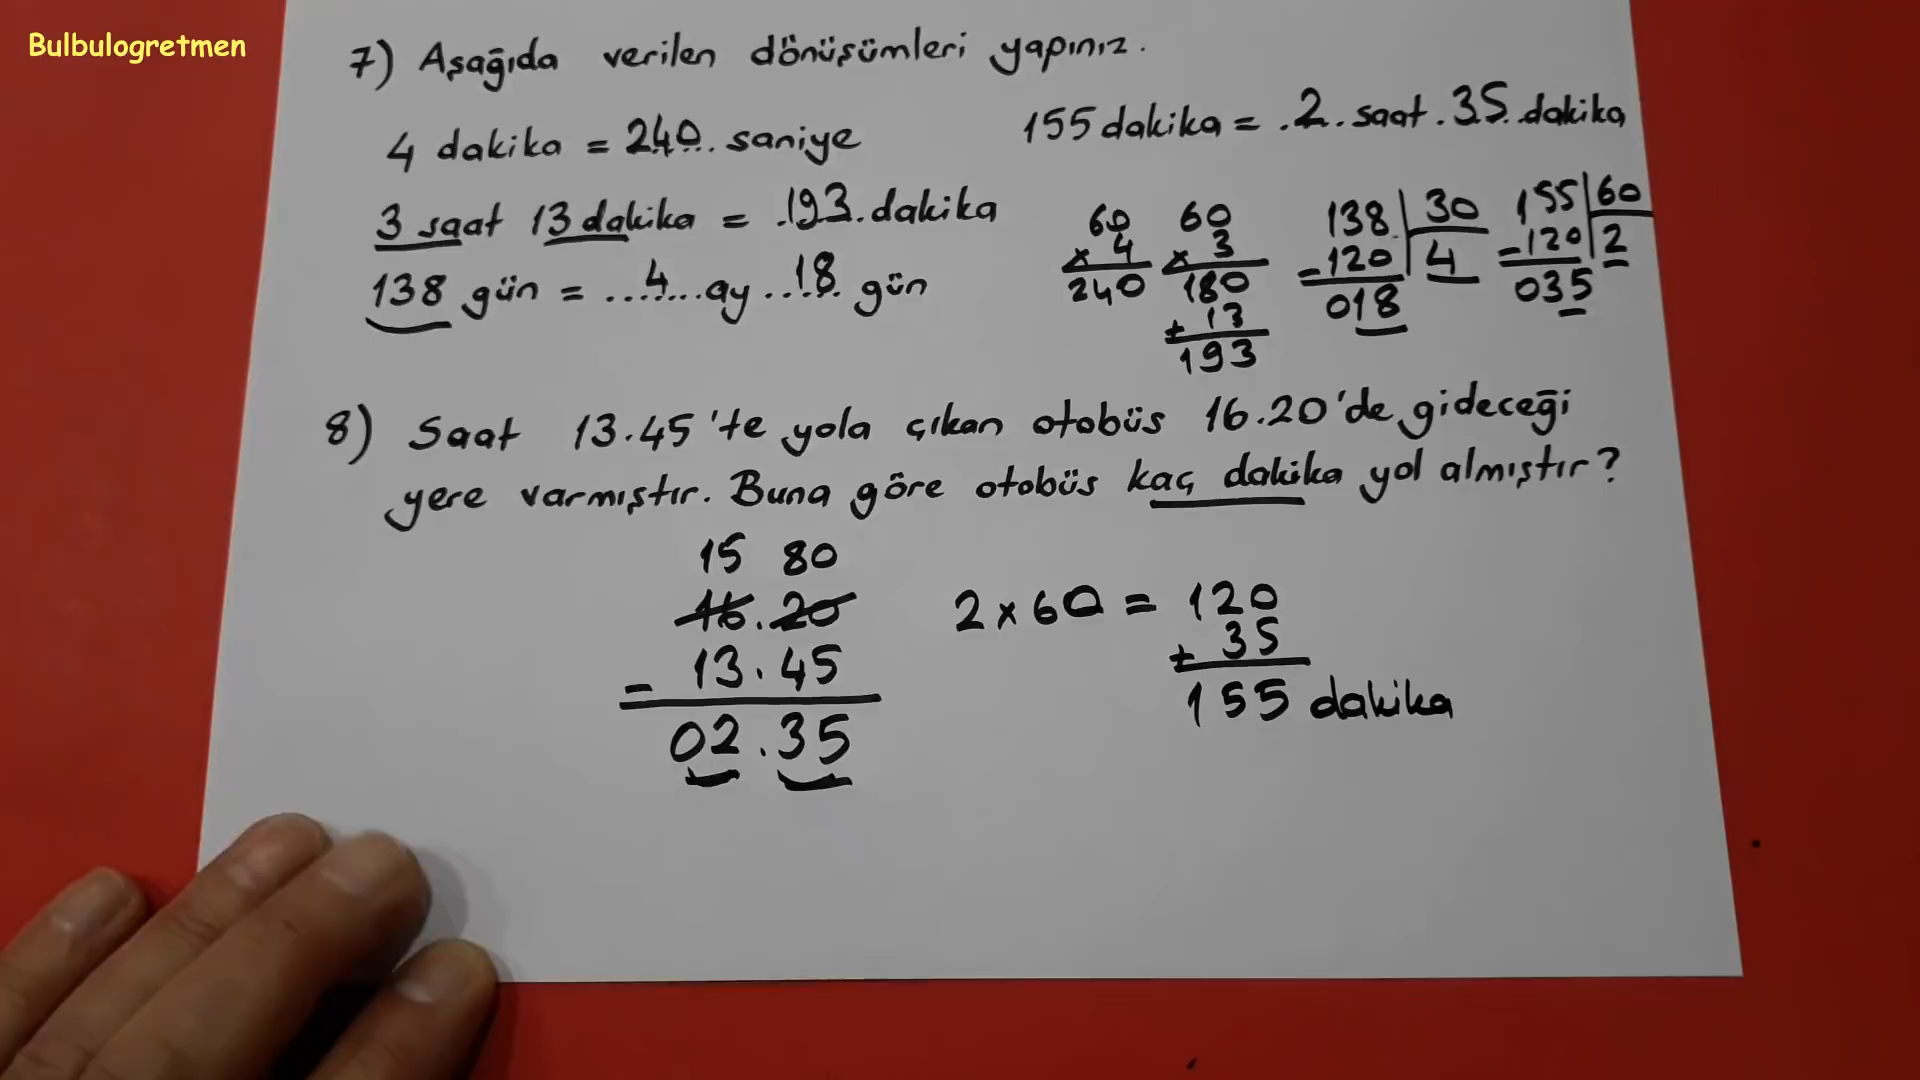 Bulbulogretmen
7) Aşağıda verilen dönüşümleri yapınız.
4 dakika = 240 saniye
155 dakika = .2. saat .35. dakika
3 saat 13 dakika = .193. dakika
138 gün = ...4...ay ..18.. gün
60
x 4
240
60
x 3
180
+ 13
193
138 | 30
- 120 | 4
018
155 | 60
- 120 | 2
035
8) Saat 13.45'te yola çıkan otobüs 16.20'de gideceği
yere varmıştır. Buna göre otobüs kaç dakika yol almıştır?
15 80
16.20
- 13.45
02.35
2 x 60 = 120
+ 35
155 dakika